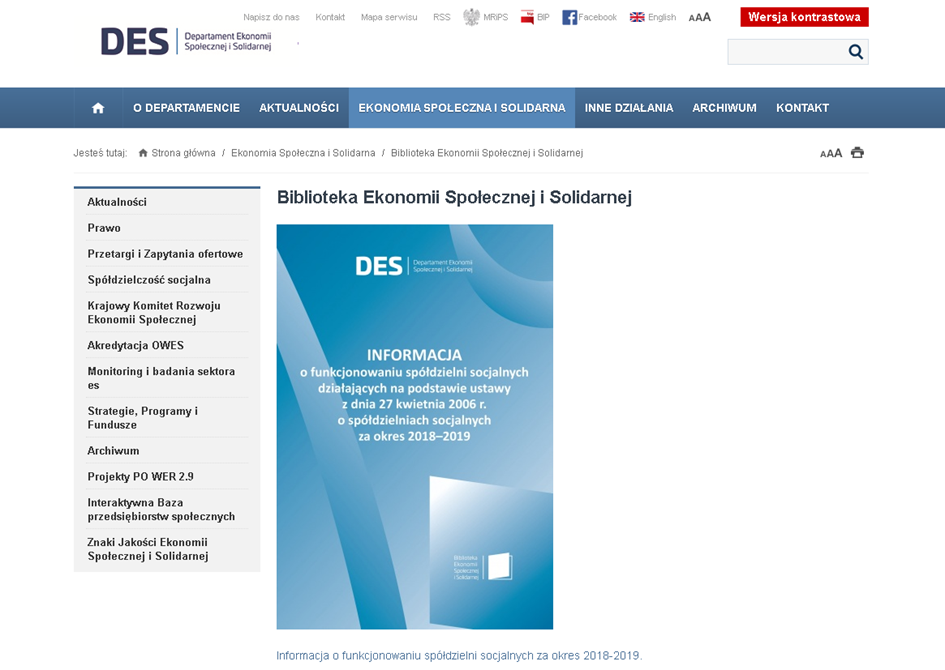 Napisz do nas Kontakt Mapa serwisu RSS MRiPS BIP Facebook English AAA Wersja kontrastowa
DES Departament Ekonomii
Społecznej i Solidarnej
O DEPARTAMENCIE AKTUALNOŚCI EKONOMIA SPOŁECZNA I SOLIDARNA INNE DZIAŁANIA ARCHIWUM KONTAKT
Jesteś tutaj: Strona główna / Ekonomia Społeczna i Solidarna / Biblioteka Ekonomii Społecznej i Solidarnej AAA
Aktualności
Prawo
Przetargi i Zapytania ofertowe
Spółdzielczość socjalna
Krajowy Komitet Rozwoju
Ekonomii Społecznej
Akredytacja OWES
Monitoring i badania sektora
es
Strategie, Programy i
Fundusze
Archiwum
Projekty PO WER 2.9
Interaktywna Baza
przedsiębiorstw społecznych
Znaki Jakości Ekonomii
Społecznej i Solidarnej
Biblioteka Ekonomii Społecznej i Solidarnej
DES Departament Ekonomii
Społecznej i Solidarnej
INFORMACJA
o funkcjonowaniu spółdzielni socjalnych
działających na podstawie ustawy
z dnia 27 kwietnia 2006 r.
o spółdzielniach socjalnych
za okres 2018–2019
Biblioteka
Ekonomii
Społecznej
i Solidarnej
Informacja o funkcjonowaniu spółdzielni socjalnych za okres 2018-2019.